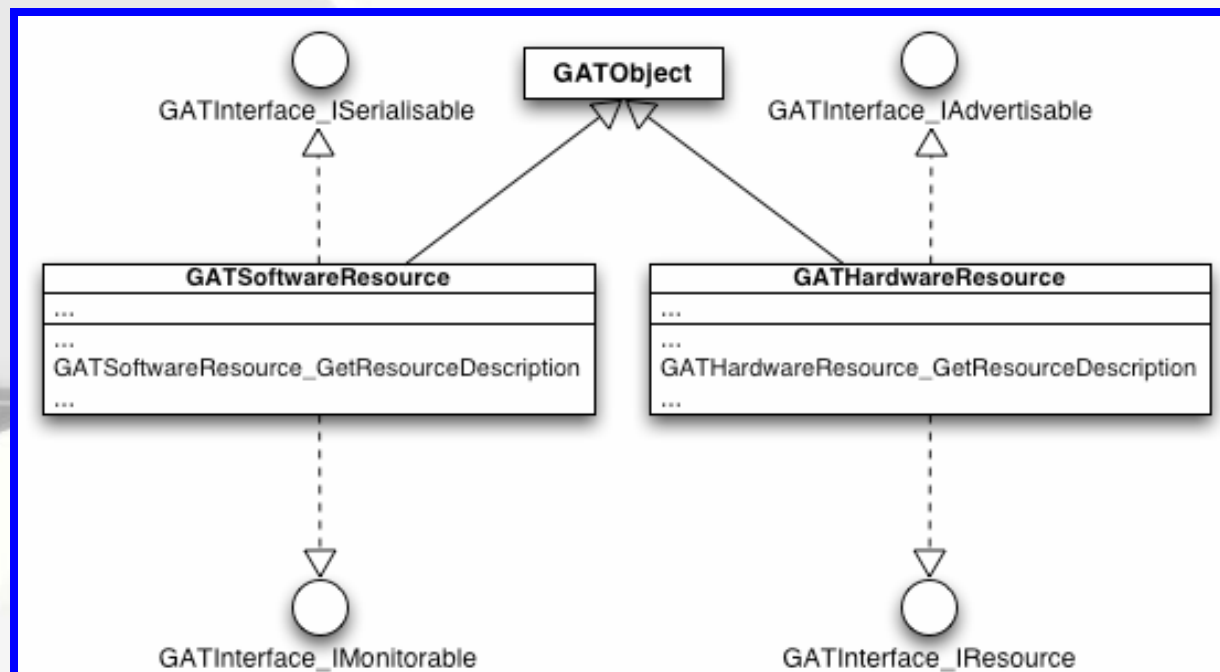 GATObject
GATInterface_ISerialisable
GATInterface_IAdvertisable
GATSoftwareResource
...
...
GATSoftwareResource_GetResourceDescription
...
GATHardwareResource
...
...
GATHardwareResource_GetResourceDescription
...
GATInterface_IMonitorable
GATInterface_IResource